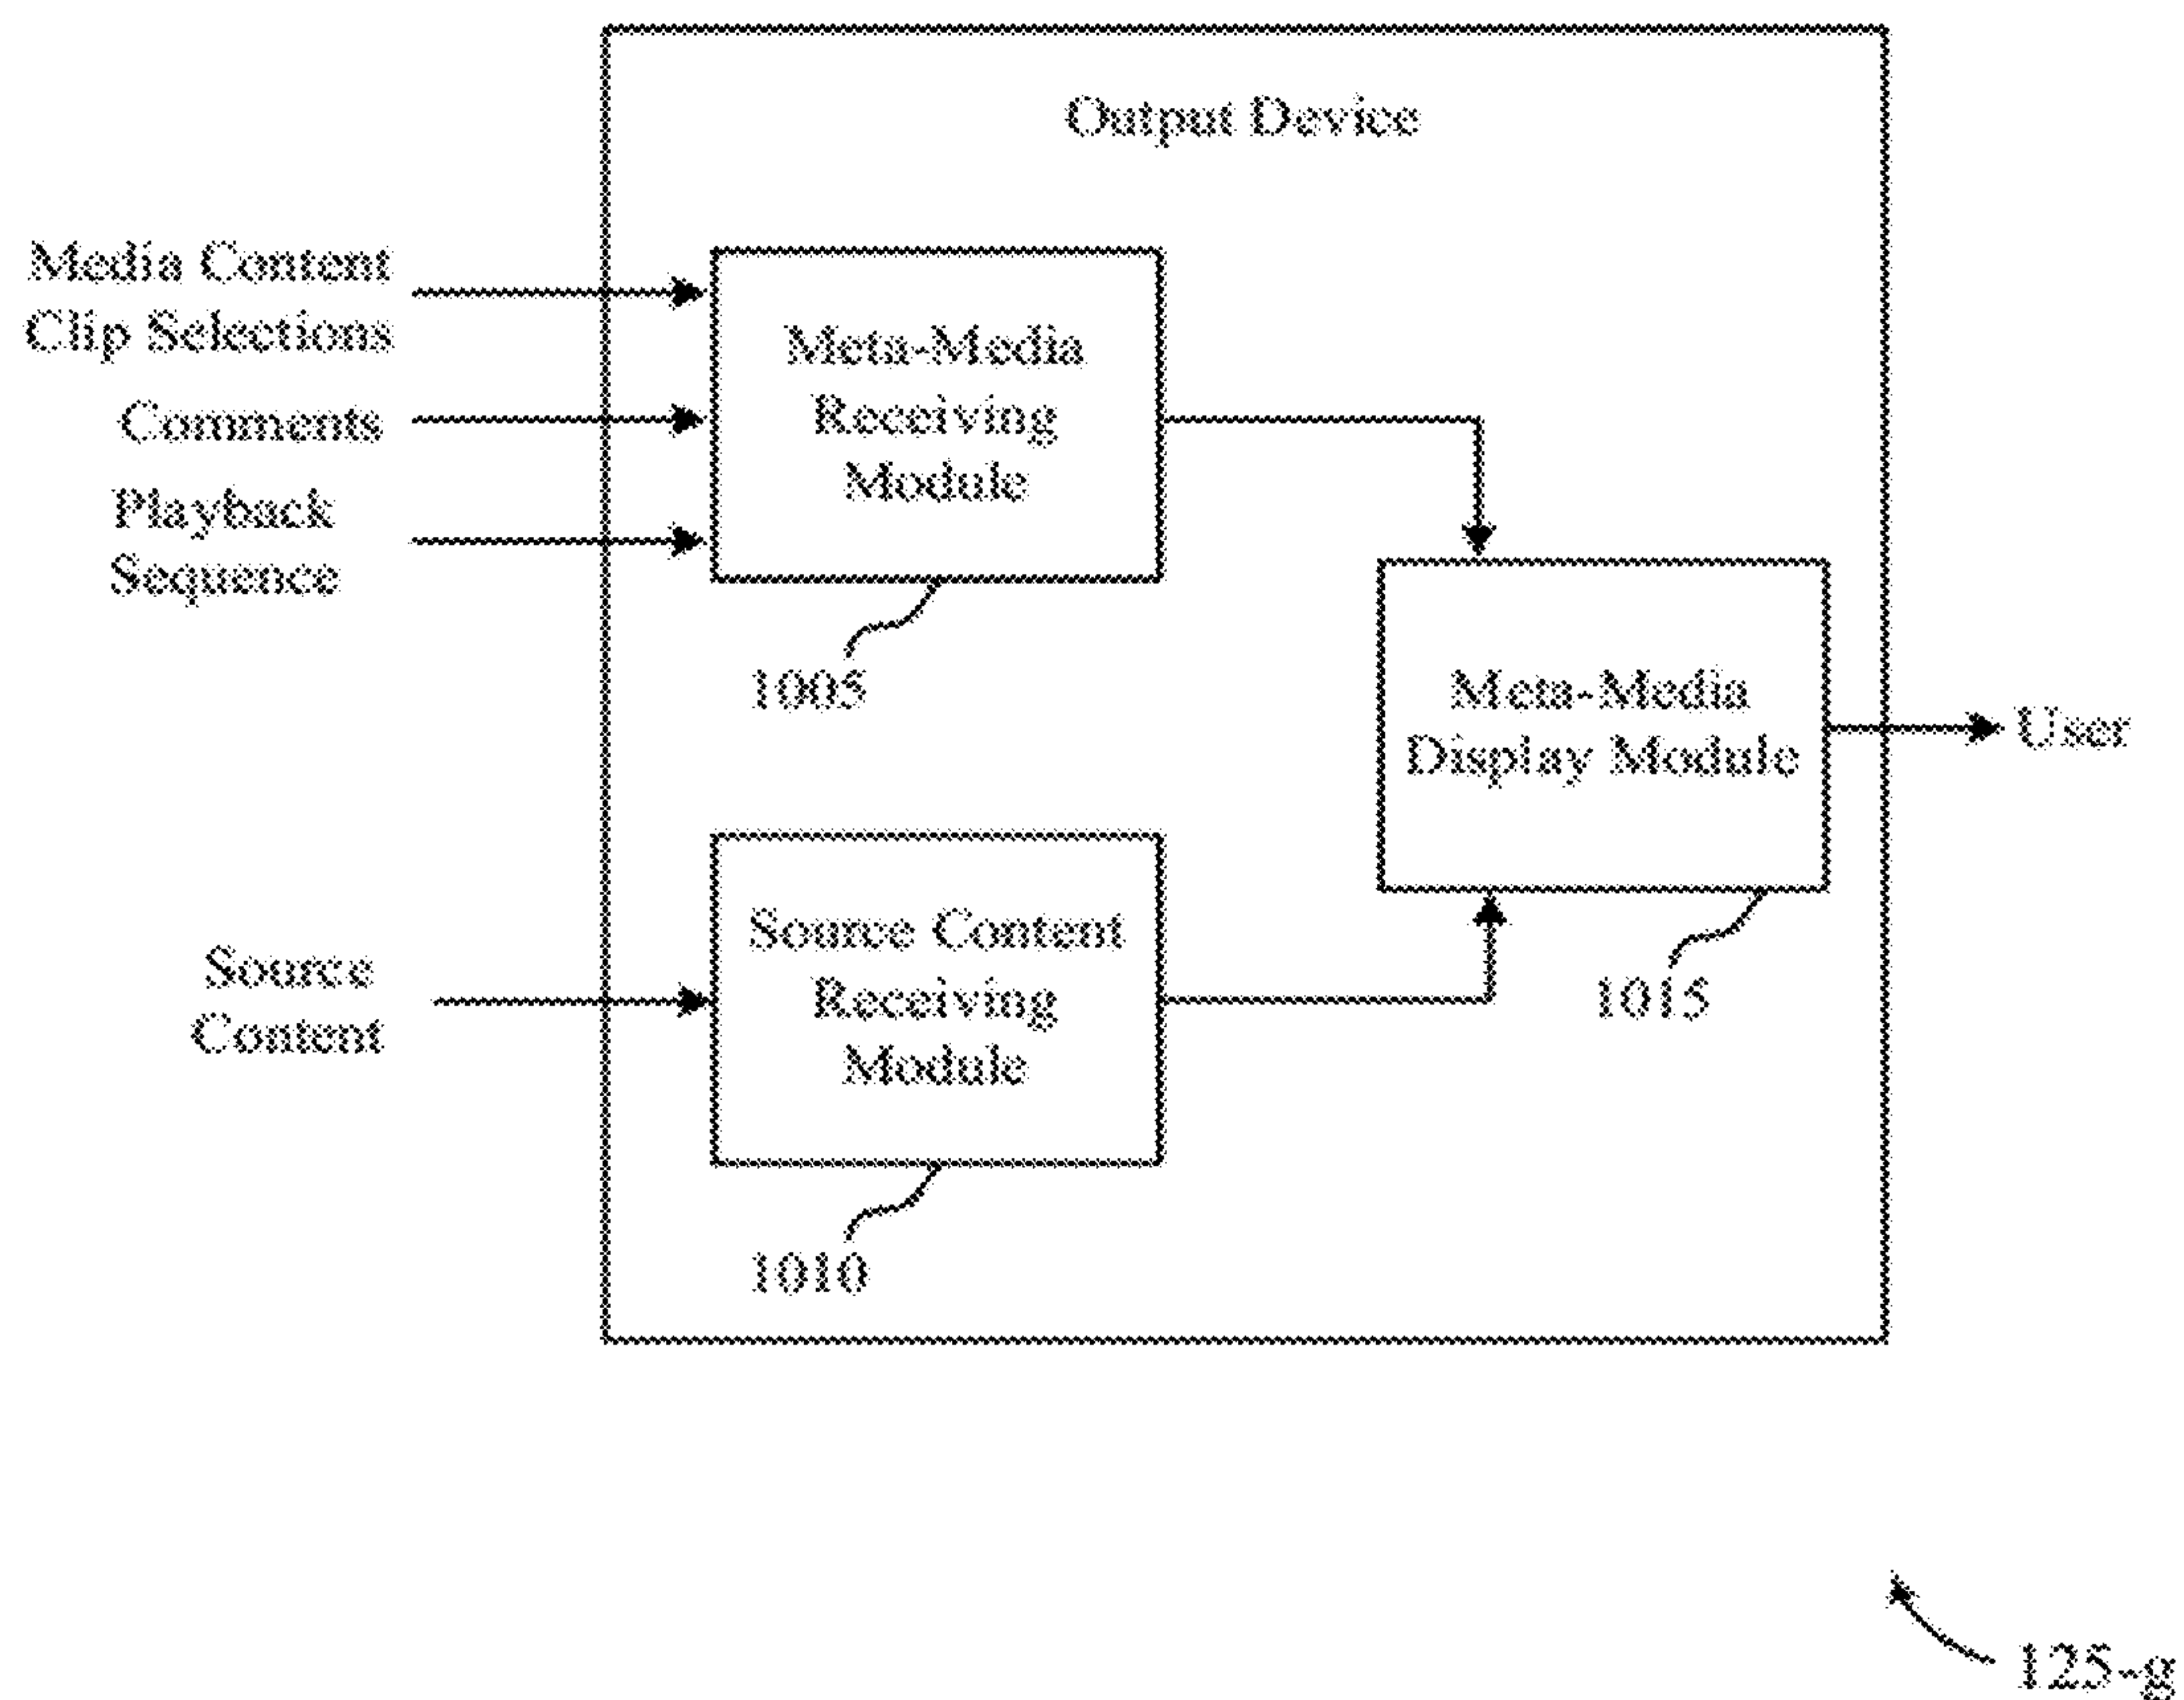 Output Device
Media Content
Clip Selections
Comments
Playback
Sequence
Meta-Media
Receiving
Module
1005
Meta-Media
Display Module
1015
User
Source
Content
Source Content
Receiving
Module
1010
125-g